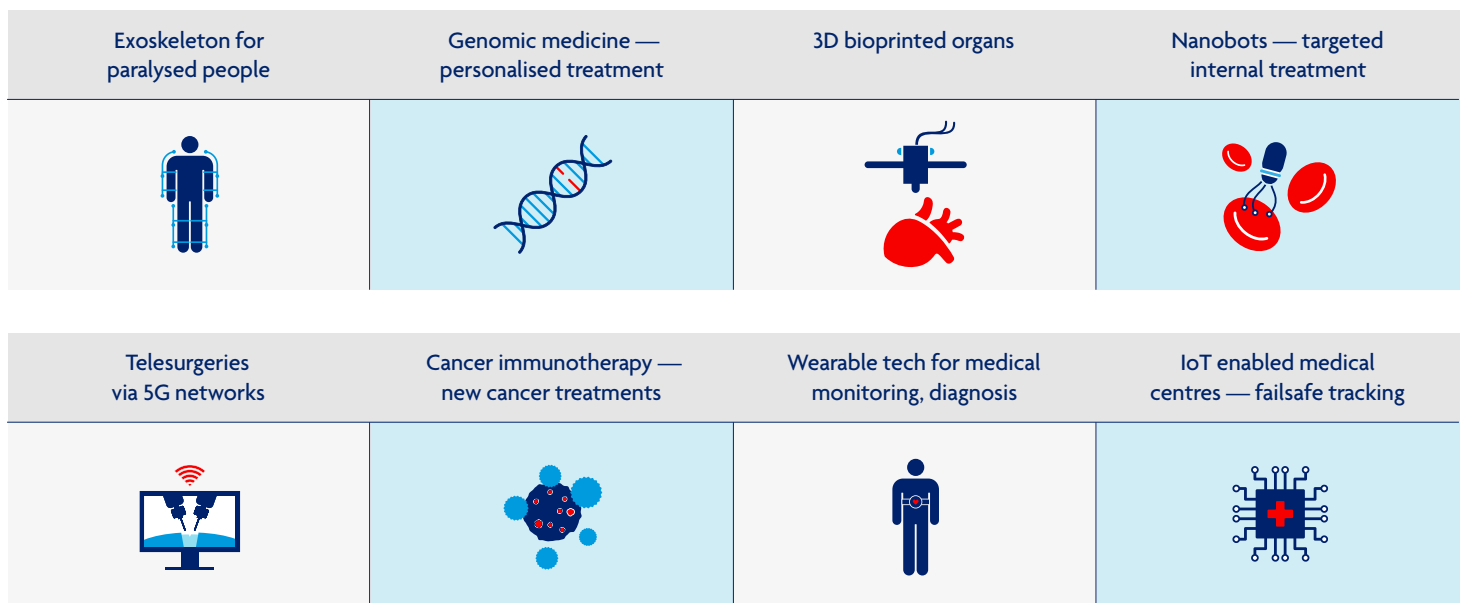 Exoskeleton for
paralysed people
Genomic medicine —
personalised treatment
3D bioprinted organs
Nanobots — targeted
internal treatment
Telesurgeries
via 5G networks
Cancer immunotherapy —
new cancer treatments
Wearable tech for medical
monitoring, diagnosis
IoT enabled medical
centres — failsafe tracking